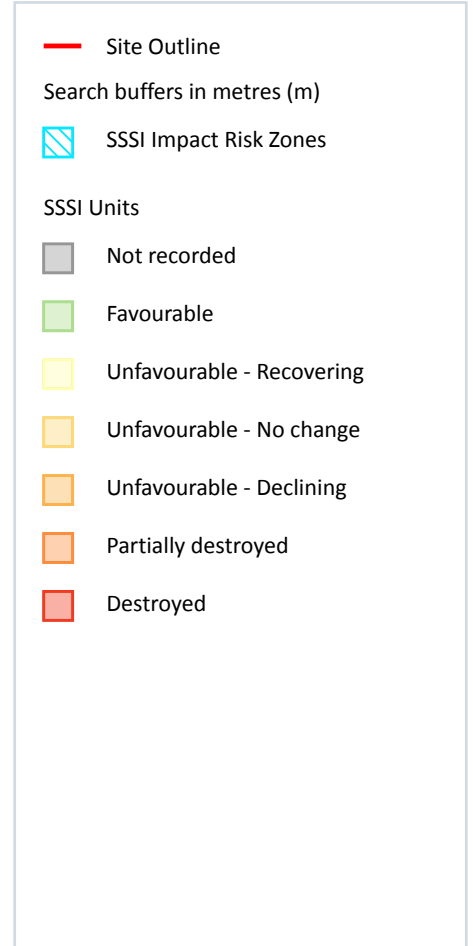 Site Outline
Search buffers in metres (m)
SSSI Impact Risk Zones
SSSI Units
Not recorded
Favourable
Unfavourable - Recovering
Unfavourable - No change
Unfavourable - Declining
Partially destroyed
Destroyed